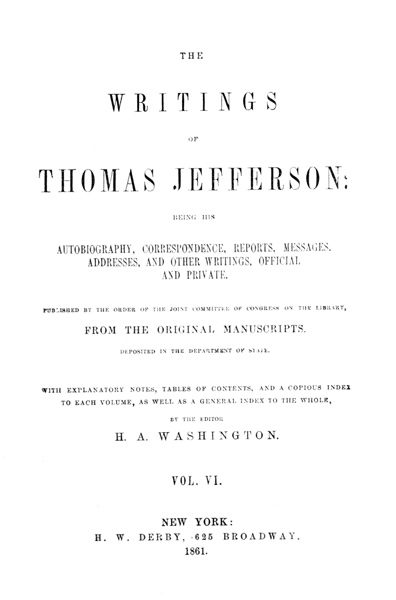 THE
WRITINGS
OF
THOMAS JEFFERSON:
BEING HIS
AUTOBIOGRAPHY, CORRESPONDENCE, REPORTS, MESSAGES,
ADDRESSES, AND OTHER WRITINGS, OFFICIAL
AND PRIVATE.
PUBLISHED BY THE ORDER OF THE JOINT COMMITTEE OF CONGRESS ON THE LIBRARY,
FROM THE ORIGINAL MANUSCRIPTS,
DEPOSITED IN THE DEPARTMENT OF STATE.
WITH EXPLANATORY NOTES, TABLES OF CONTENTS, AND A COPIOUS INDEX
TO EACH VOLUME, AS WELL AS A GENERAL INDEX TO THE WHOLE,
BY THE EDITOR
H. A. WASHINGTON.
VOL. VI.
NEW YORK:
H. W. DERBY, 625 BROADWAY.
1861.